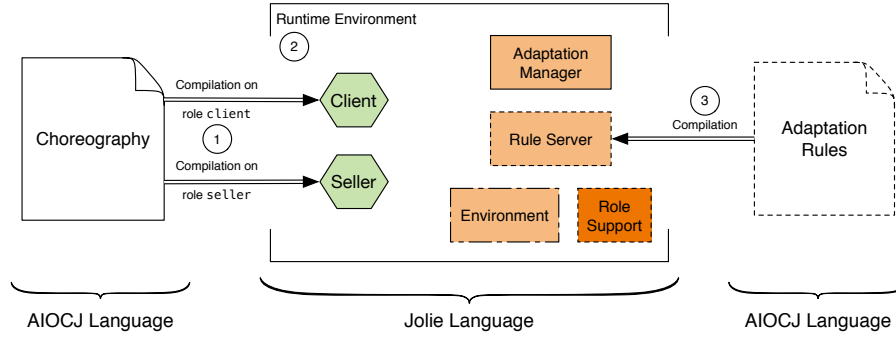 Runtime Environment
2
Adaptation
Manager
Compilation on
role client
Client
3
Compilation
Choreography
1
Rule Server
Adaptation
Rules
Compilation on
role seller
Seller
Environment
Role
Support
AIOCJ Language
Jolie Language
AIOCJ Language